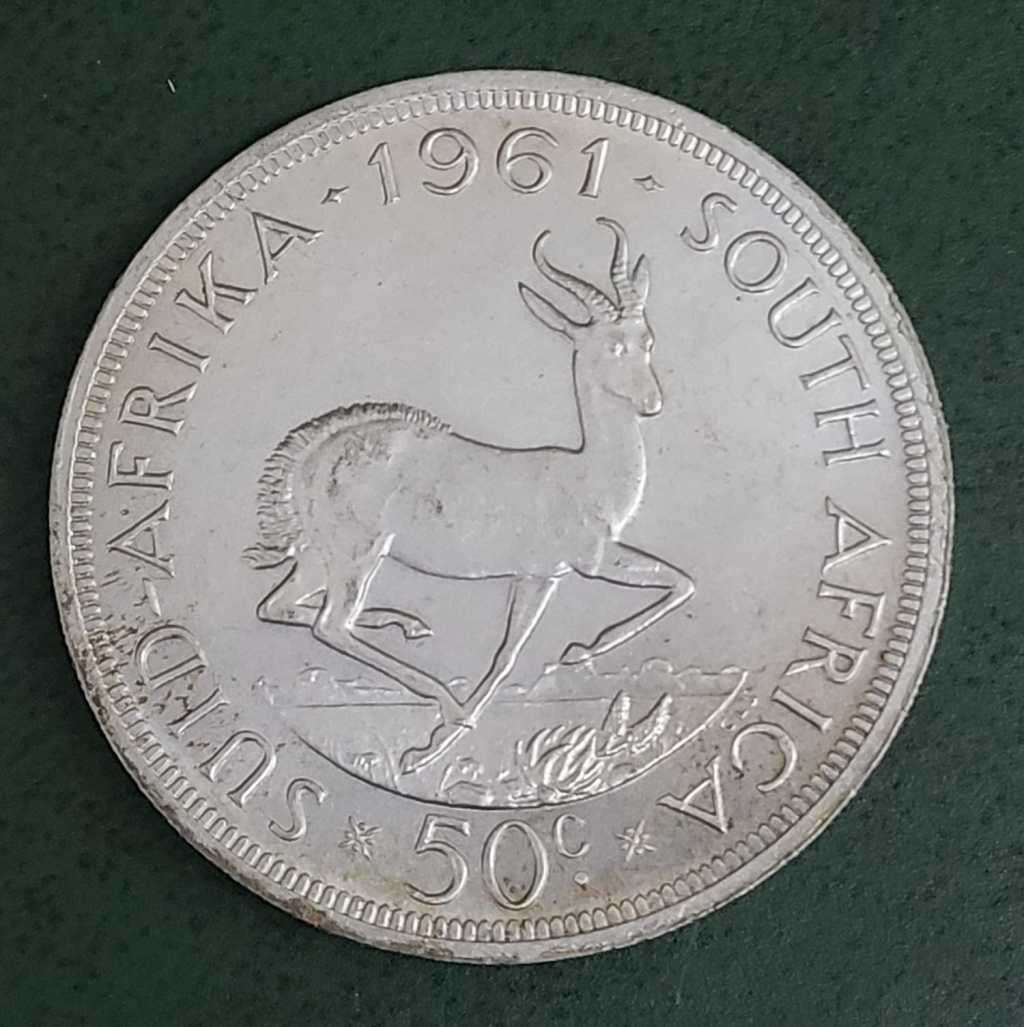 SUID-AFRIKA · 1961 · SOUTH AFRICA
50c